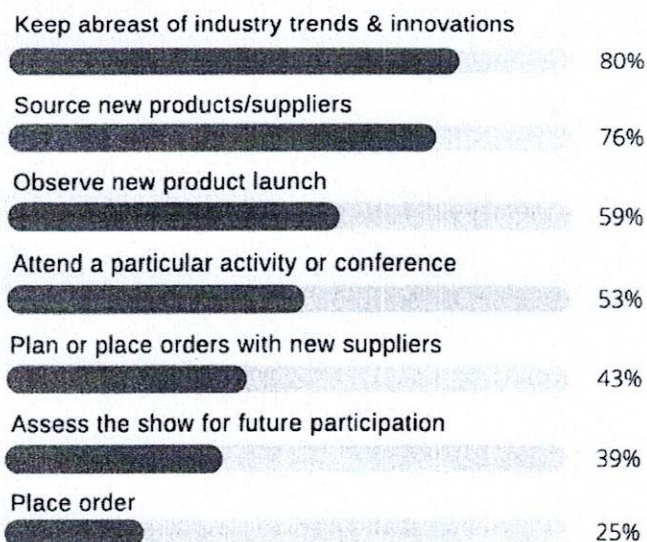 Keep abreast of industry trends & innovations
80%
Source new products/suppliers
76%
Observe new product launch
59%
Attend a particular activity or conference
53%
Plan or place orders with new suppliers
43%
Assess the show for future participation
39%
Place order
25%